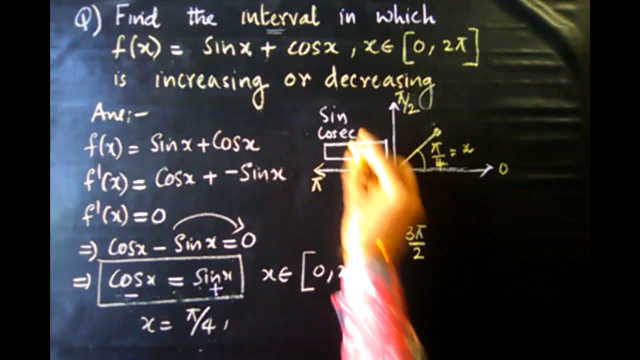 Q) Find the interval in which
f(x) = Sinx + cosx, x∈[0, 2π]
is increasing or decreasing
Ans:-
f(x) = Sinx + Cosx
f'(x) = Cosx + -Sinx
f'(x) = 0
⇒ Cosx - Sinx = 0
⇒ Cosx = Sinx x∈ [0,
x = π/4,
π/2
Sin
Cosec
π/4 = x
π
0
3π/2